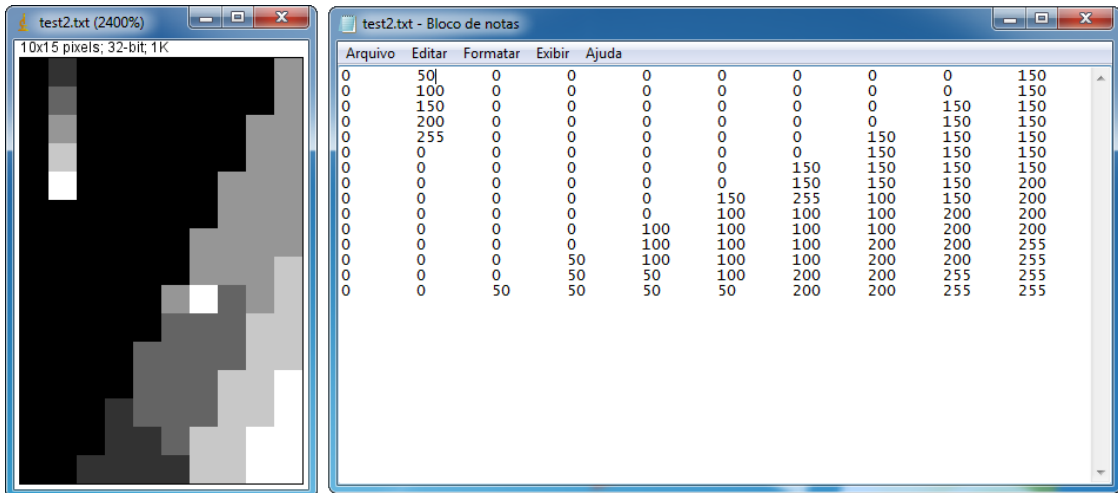 test2.txt (2400%)
10x15 pixels; 32-bit; 1K
test2.txt - Bloco de notas
Arquivo Editar Formatar Exibir Ajuda
0 50 0 0 0 0 0 0 0 150
0 100 0 0 0 0 0 0 0 150
0 150 0 0 0 0 0 0 150 150
0 200 0 0 0 0 0 0 150 150
0 255 0 0 0 0 0 150 150 150
0 0 0 0 0 0 0 150 150 150
0 0 0 0 0 0 150 150 150 150
0 0 0 0 0 0 150 150 150 200
0 0 0 0 0 150 255 100 150 200
0 0 0 0 0 100 100 100 200 200
0 0 0 0 100 100 100 100 200 200
0 0 0 0 100 100 100 200 200 255
0 0 0 50 100 100 100 200 200 255
0 0 0 50 50 100 200 200 255 255
0 0 50 50 50 50 200 200 255 255